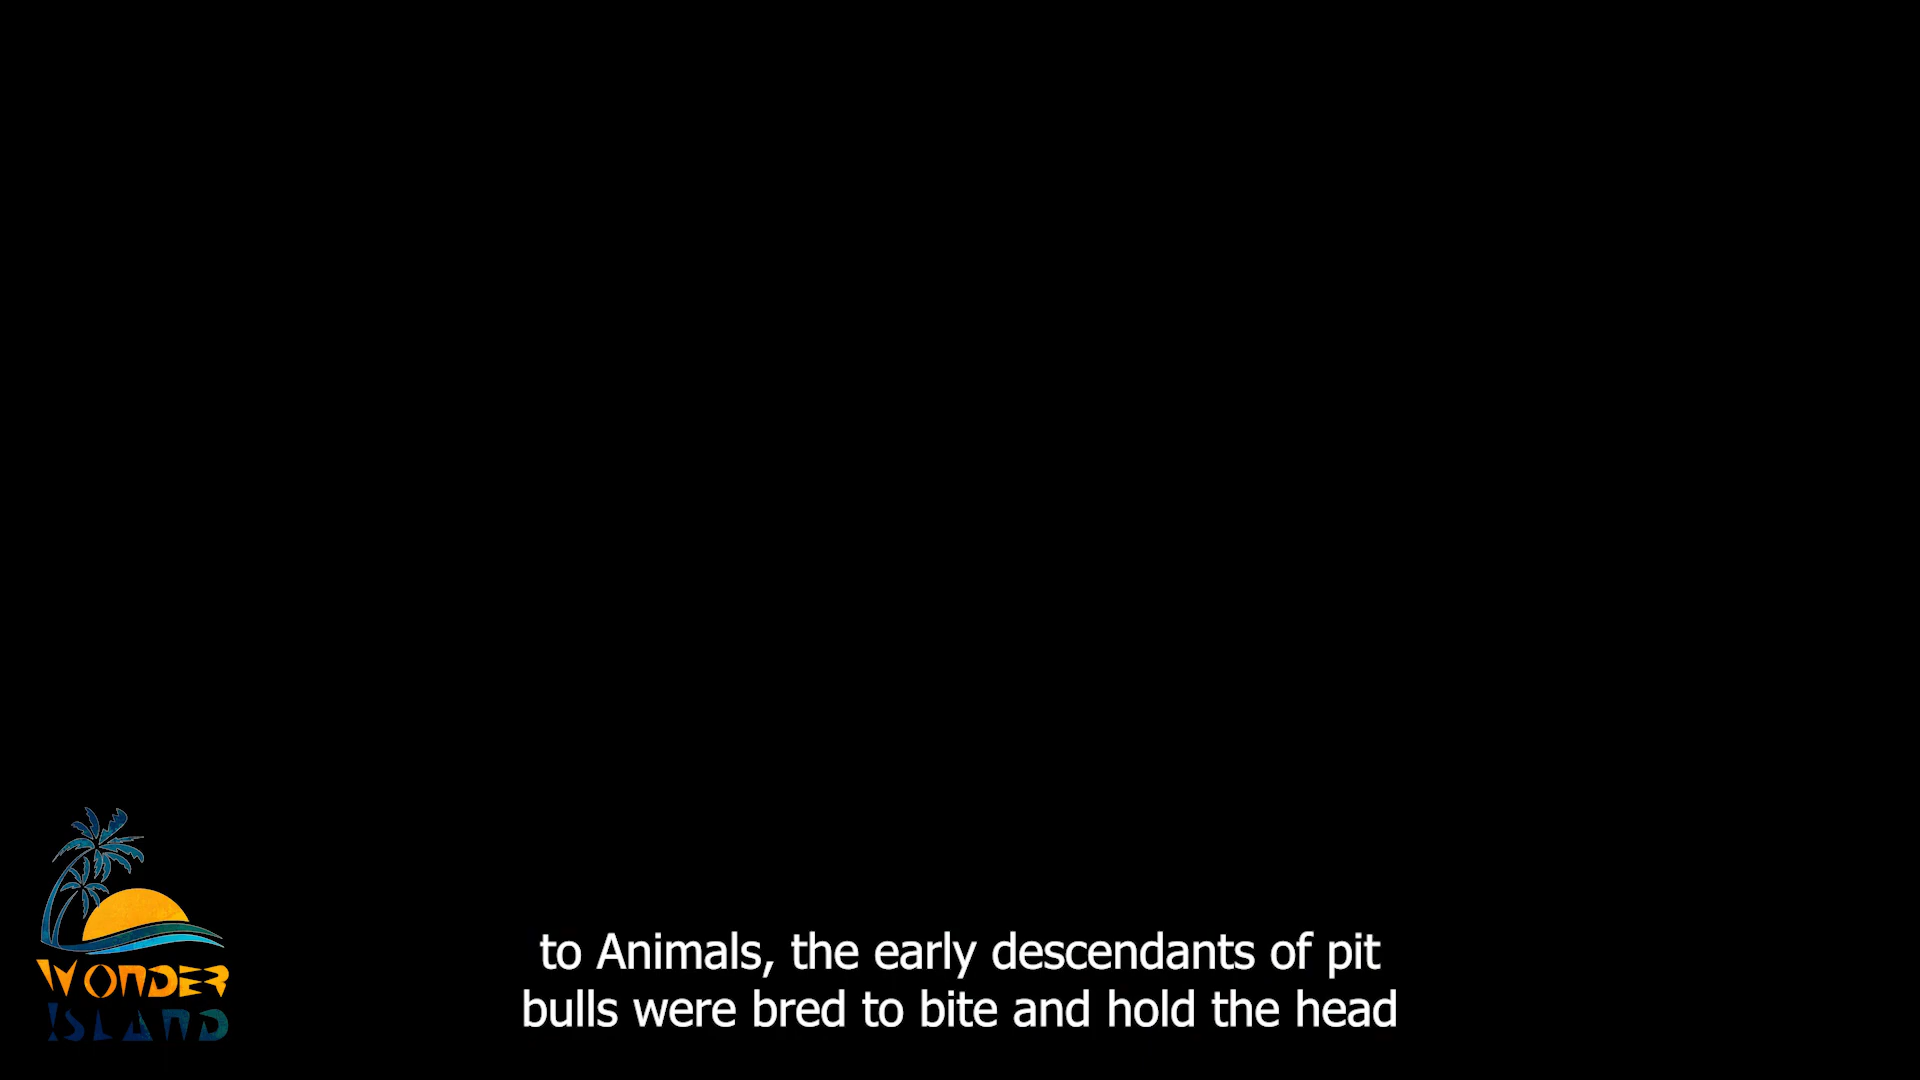 to Animals, the early descendants of pit
bulls were bred to bite and hold the head
WONDER
ISLAND